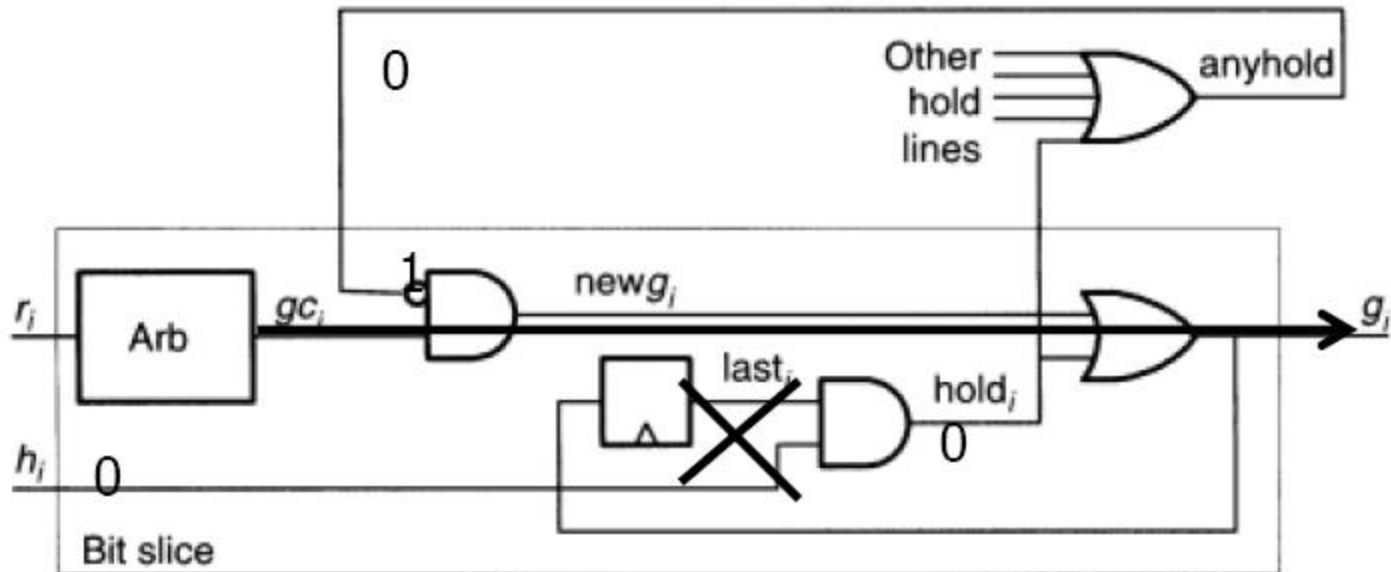 0
Other
hold
lines
anyhold
1
newg_i
r_i
Arb
gc_i
g_i
last_i
hold_i
0
h_i
0
Bit slice